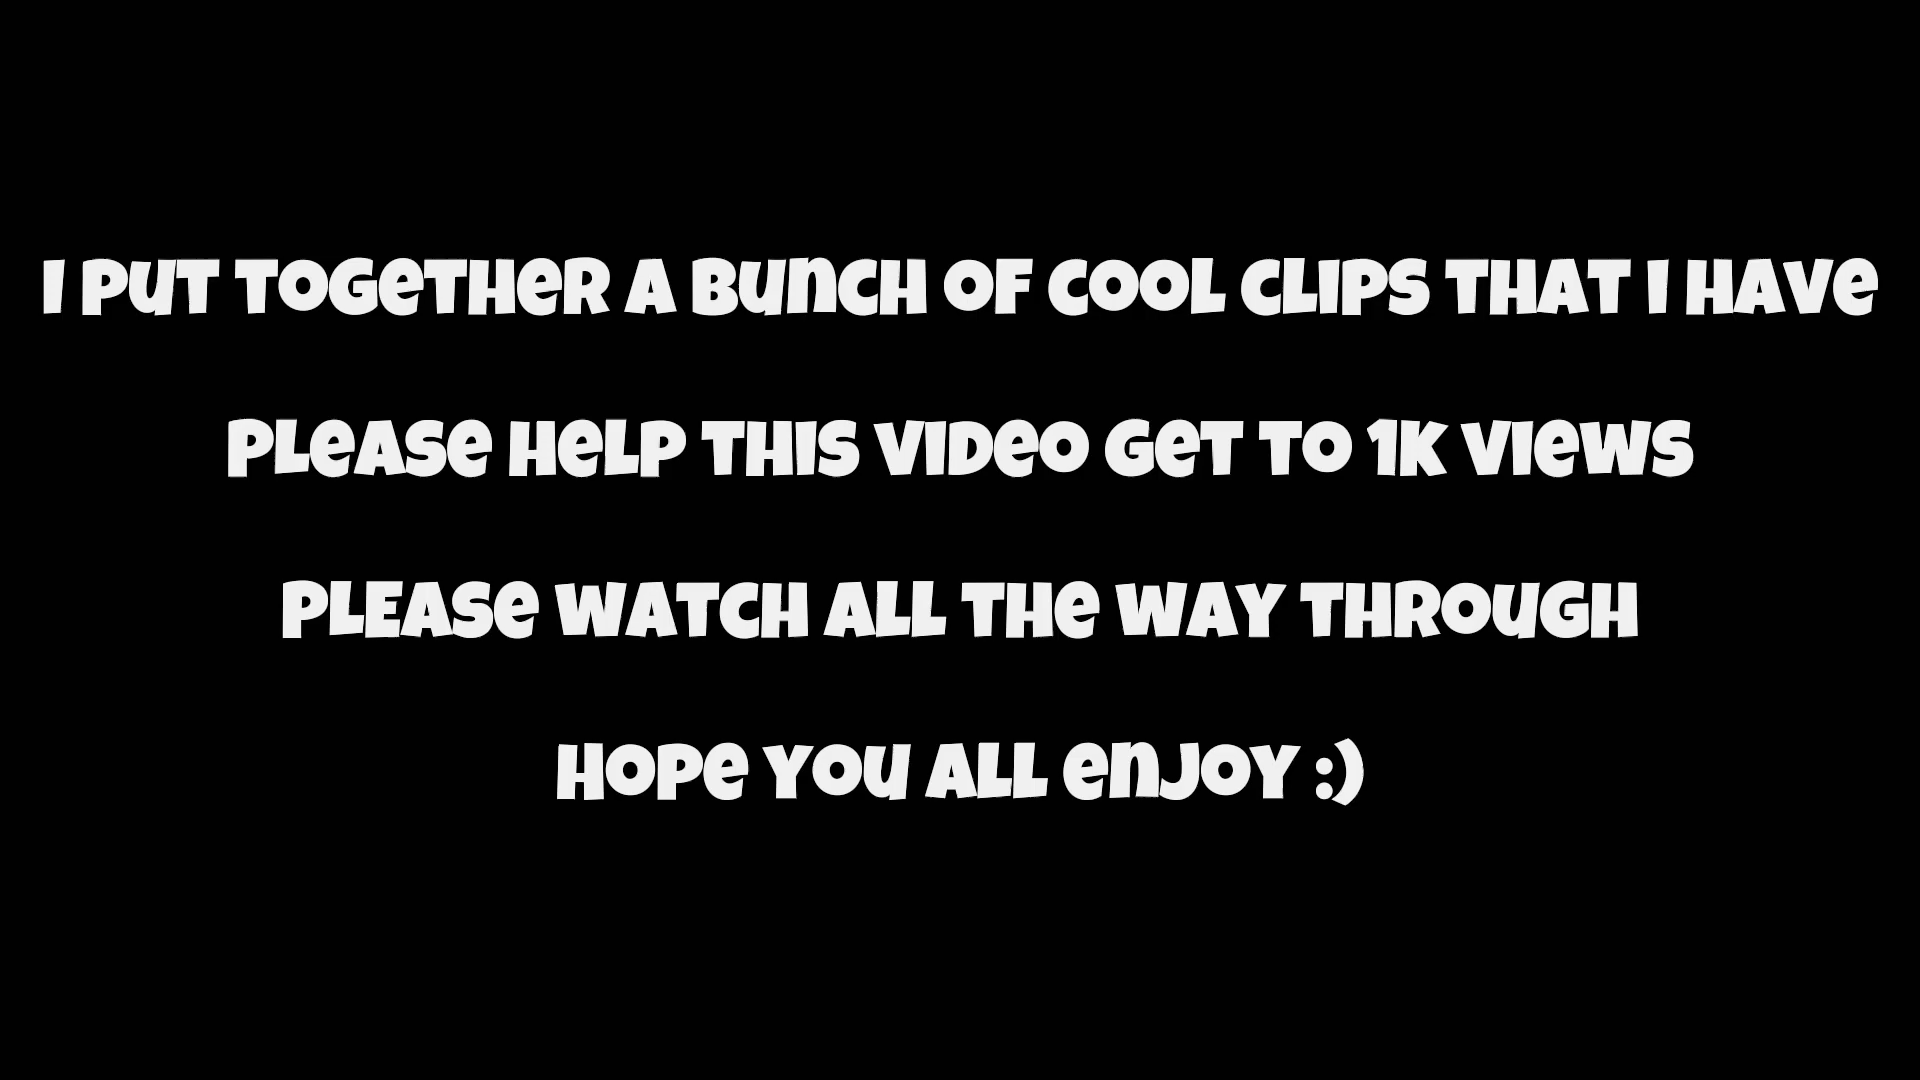 I PUT TOGETHER A BUNCH OF COOL CLIPS THAT I HAVE
PLEASE HELP THIS VIDEO GET TO 1K VIEWS
PLEASE WATCH ALL THE WAY THROUGH
HOPE YOU ALL ENJOY :)